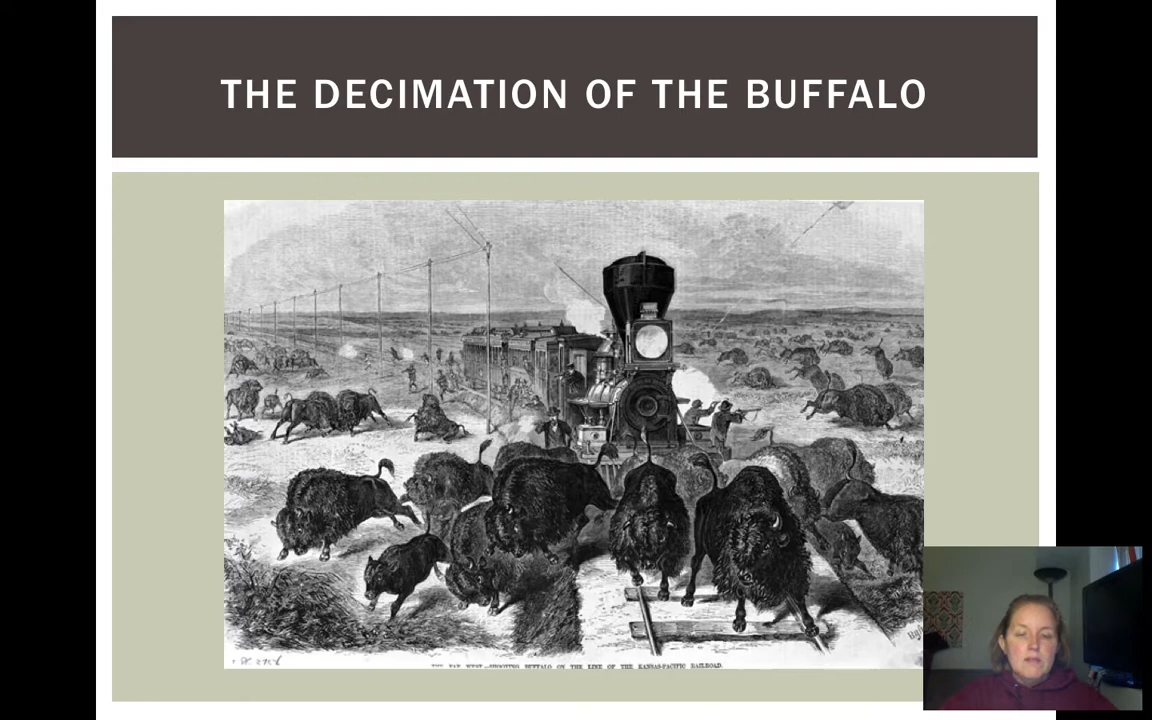 THE DECIMATION OF THE BUFFALO
THE FAR WEST.—SHOOTING BUFFALO ON THE LINE OF THE KANSAS-PACIFIC RAILROAD.